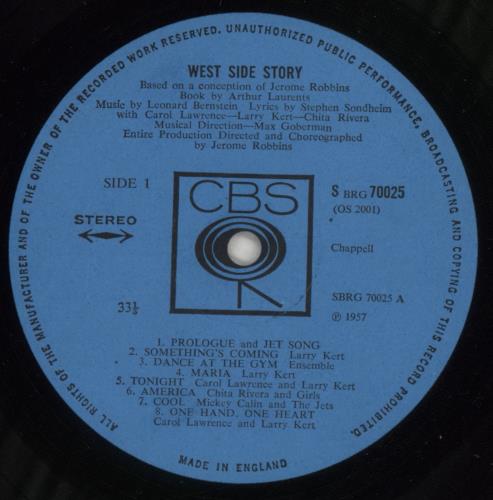 ALL RIGHTS OF THE MANUFACTURER AND OF THE OWNER OF THE RECORDED WORK RESERVED. UNAUTHORIZED PUBLIC PERFORMANCE, BROADCASTING AND COPYING OF THIS RECORD PROHIBITED.
WEST SIDE STORY
Based on a conception of Jerome Robbins
Book by Arthur Laurents
Music by Leonard Bernstein Lyrics by Stephen Sondheim
with Carol Lawrence—Larry Kert—Chita Rivera
Musical Direction—Max Goberman
Entire Production Directed and Choreographed
by Jerome Robbins
SIDE 1
CBS
S BRG 70025
(OS 2001)
STEREO
Chappell
33⅓
SBRG 70025 A
℗ 1957
1. PROLOGUE and JET SONG
2. SOMETHING'S COMING Larry Kert
3. DANCE AT THE GYM Ensemble
4. MARIA Larry Kert
5. TONIGHT Carol Lawrence and Larry Kert
6. AMERICA Chita Rivera and Girls
7. COOL Mickey Calin and The Jets
8. ONE HAND, ONE HEART
Carol Lawrence and Larry Kert
MADE IN ENGLAND